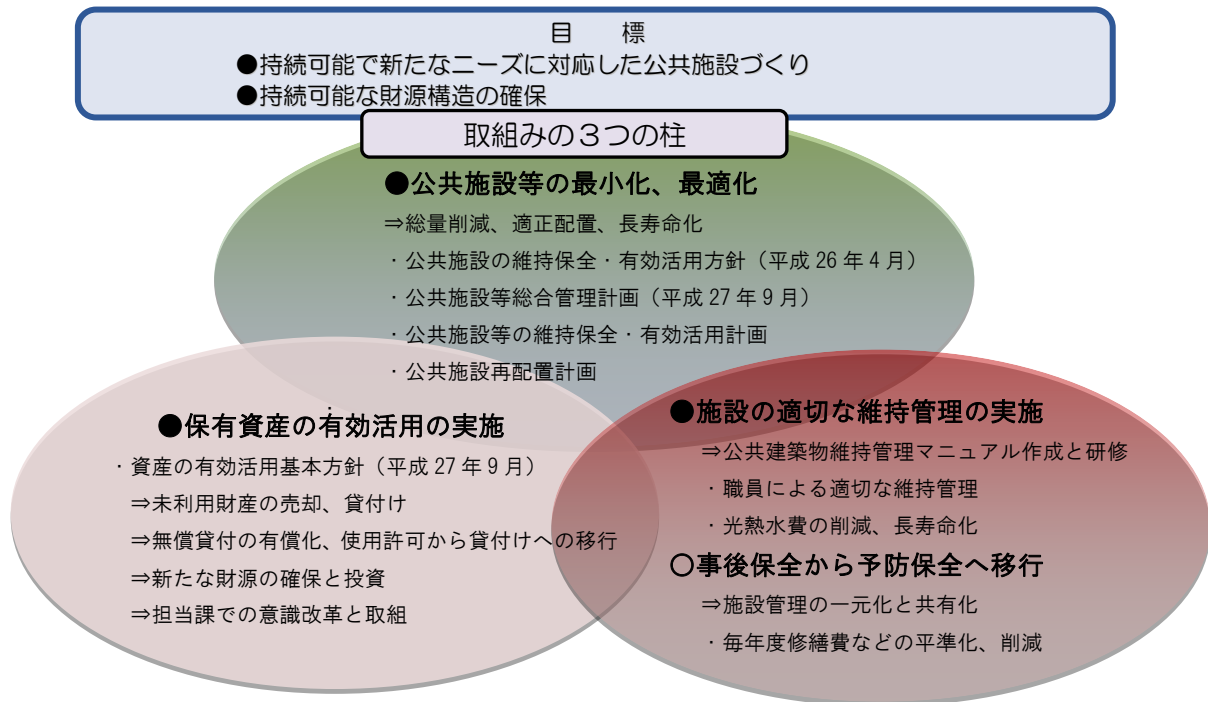 目　標
●持続可能で新たなニーズに対応した公共施設づくり
●持続可能な財源構造の確保
取組みの３つの柱
●公共施設等の最小化、最適化
⇒総量削減、適正配置、長寿命化
・公共施設の維持保全・有効活用方針（平成 26 年 4 月）
・公共施設等総合管理計画（平成 27 年 9 月）
・公共施設等の維持保全・有効活用計画
・公共施設再配置計画
●保有資産の有効活用の実施
・資産の有効活用基本方針（平成 27 年 9 月）
⇒未利用財産の売却、貸付け
⇒無償貸付の有償化、使用許可から貸付けへの移行
⇒新たな財源の確保と投資
⇒担当課での意識改革と取組
●施設の適切な維持管理の実施
⇒公共建築物維持管理マニュアル作成と研修
・職員による適切な維持管理
・光熱水費の削減、長寿命化
〇事後保全から予防保全へ移行
⇒施設管理の一元化と共有化
・毎年度修繕費などの平準化、削減